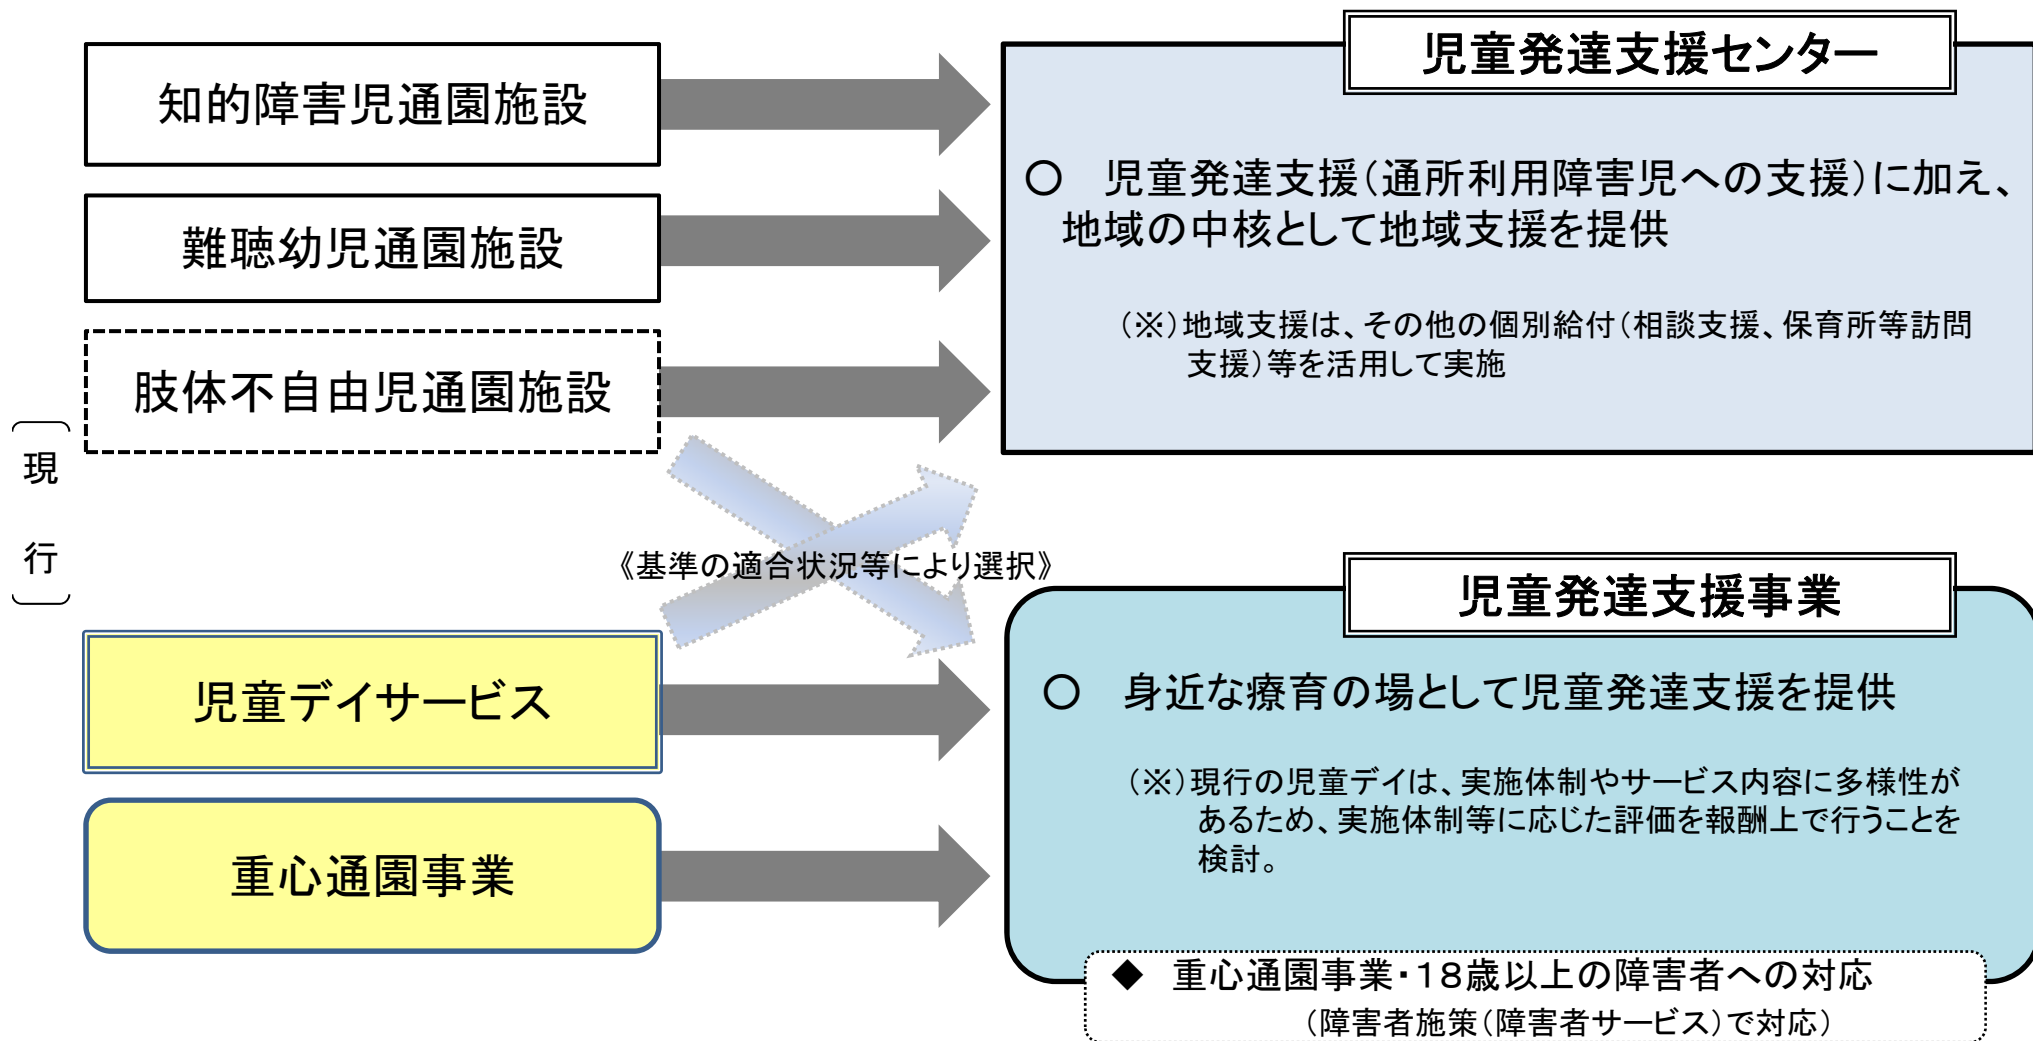 現
行
知的障害児通園施設
難聴幼児通園施設
肢体不自由児通園施設
児童デイサービス
重心通園事業
《基準の適合状況等により選択》
児童発達支援センター
○　児童発達支援(通所利用障害児への支援)に加え、
地域の中核として地域支援を提供
(※)地域支援は、その他の個別給付(相談支援、保育所等訪問
支援)等を活用して実施
児童発達支援事業
○　身近な療育の場として児童発達支援を提供
(※)現行の児童デイは、実施体制やサービス内容に多様性が
あるため、実施体制等に応じた評価を報酬上で行うことを
検討。
◆　重心通園事業・18歳以上の障害者への対応
(障害者施策(障害者サービス)で対応)